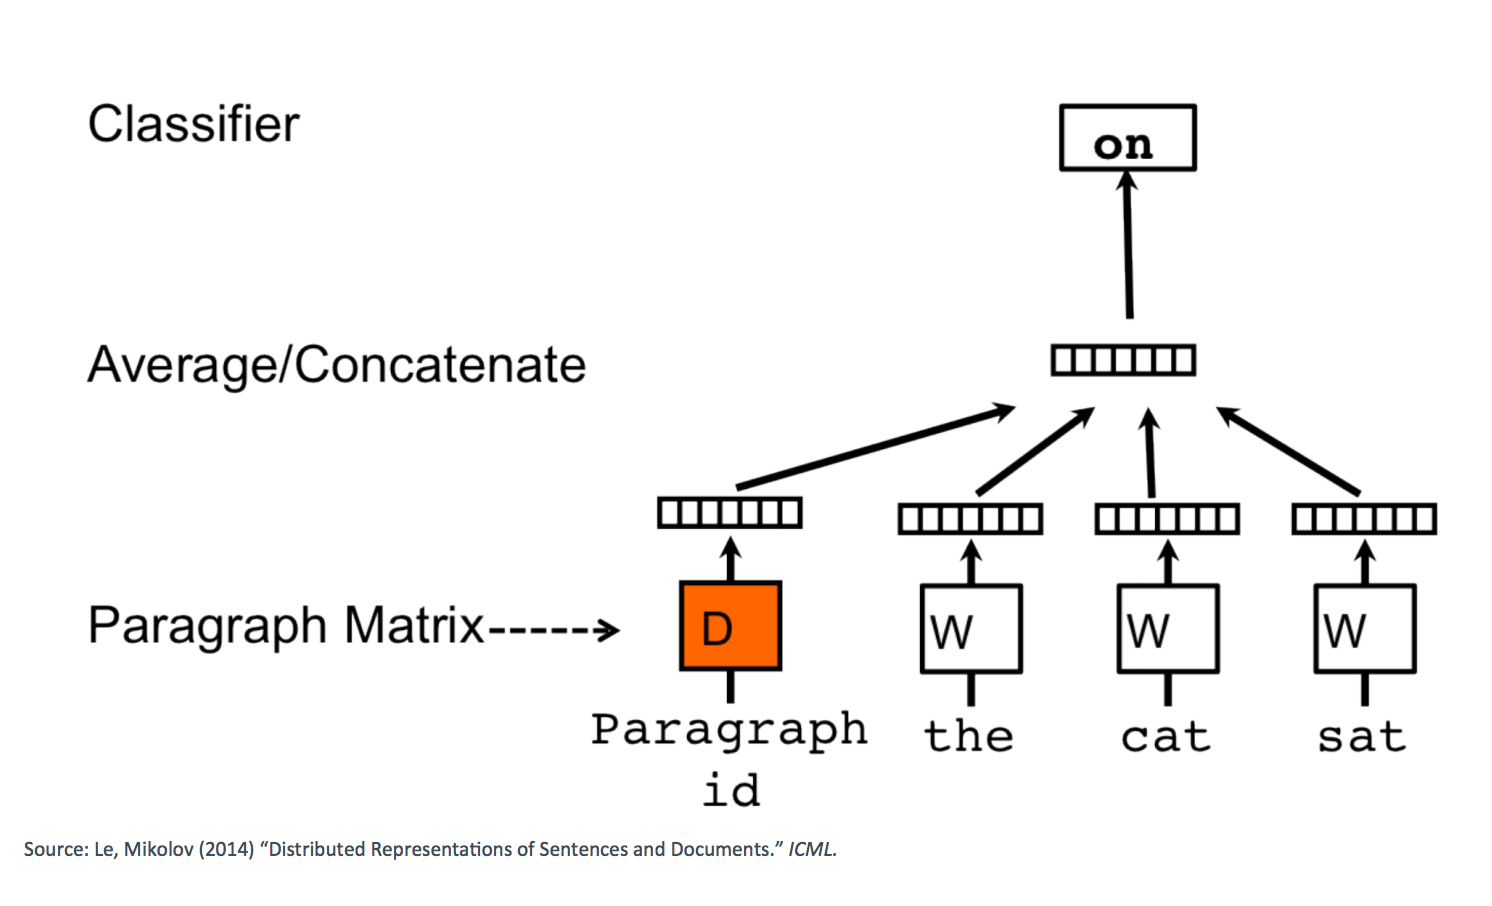 Classifier
on
Average/Concatenate
Paragraph Matrix
D
W
W
W
Paragraph
id
the
cat
sat
Source: Le, Mikolov (2014) “Distributed Representations of Sentences and Documents.” ICML.